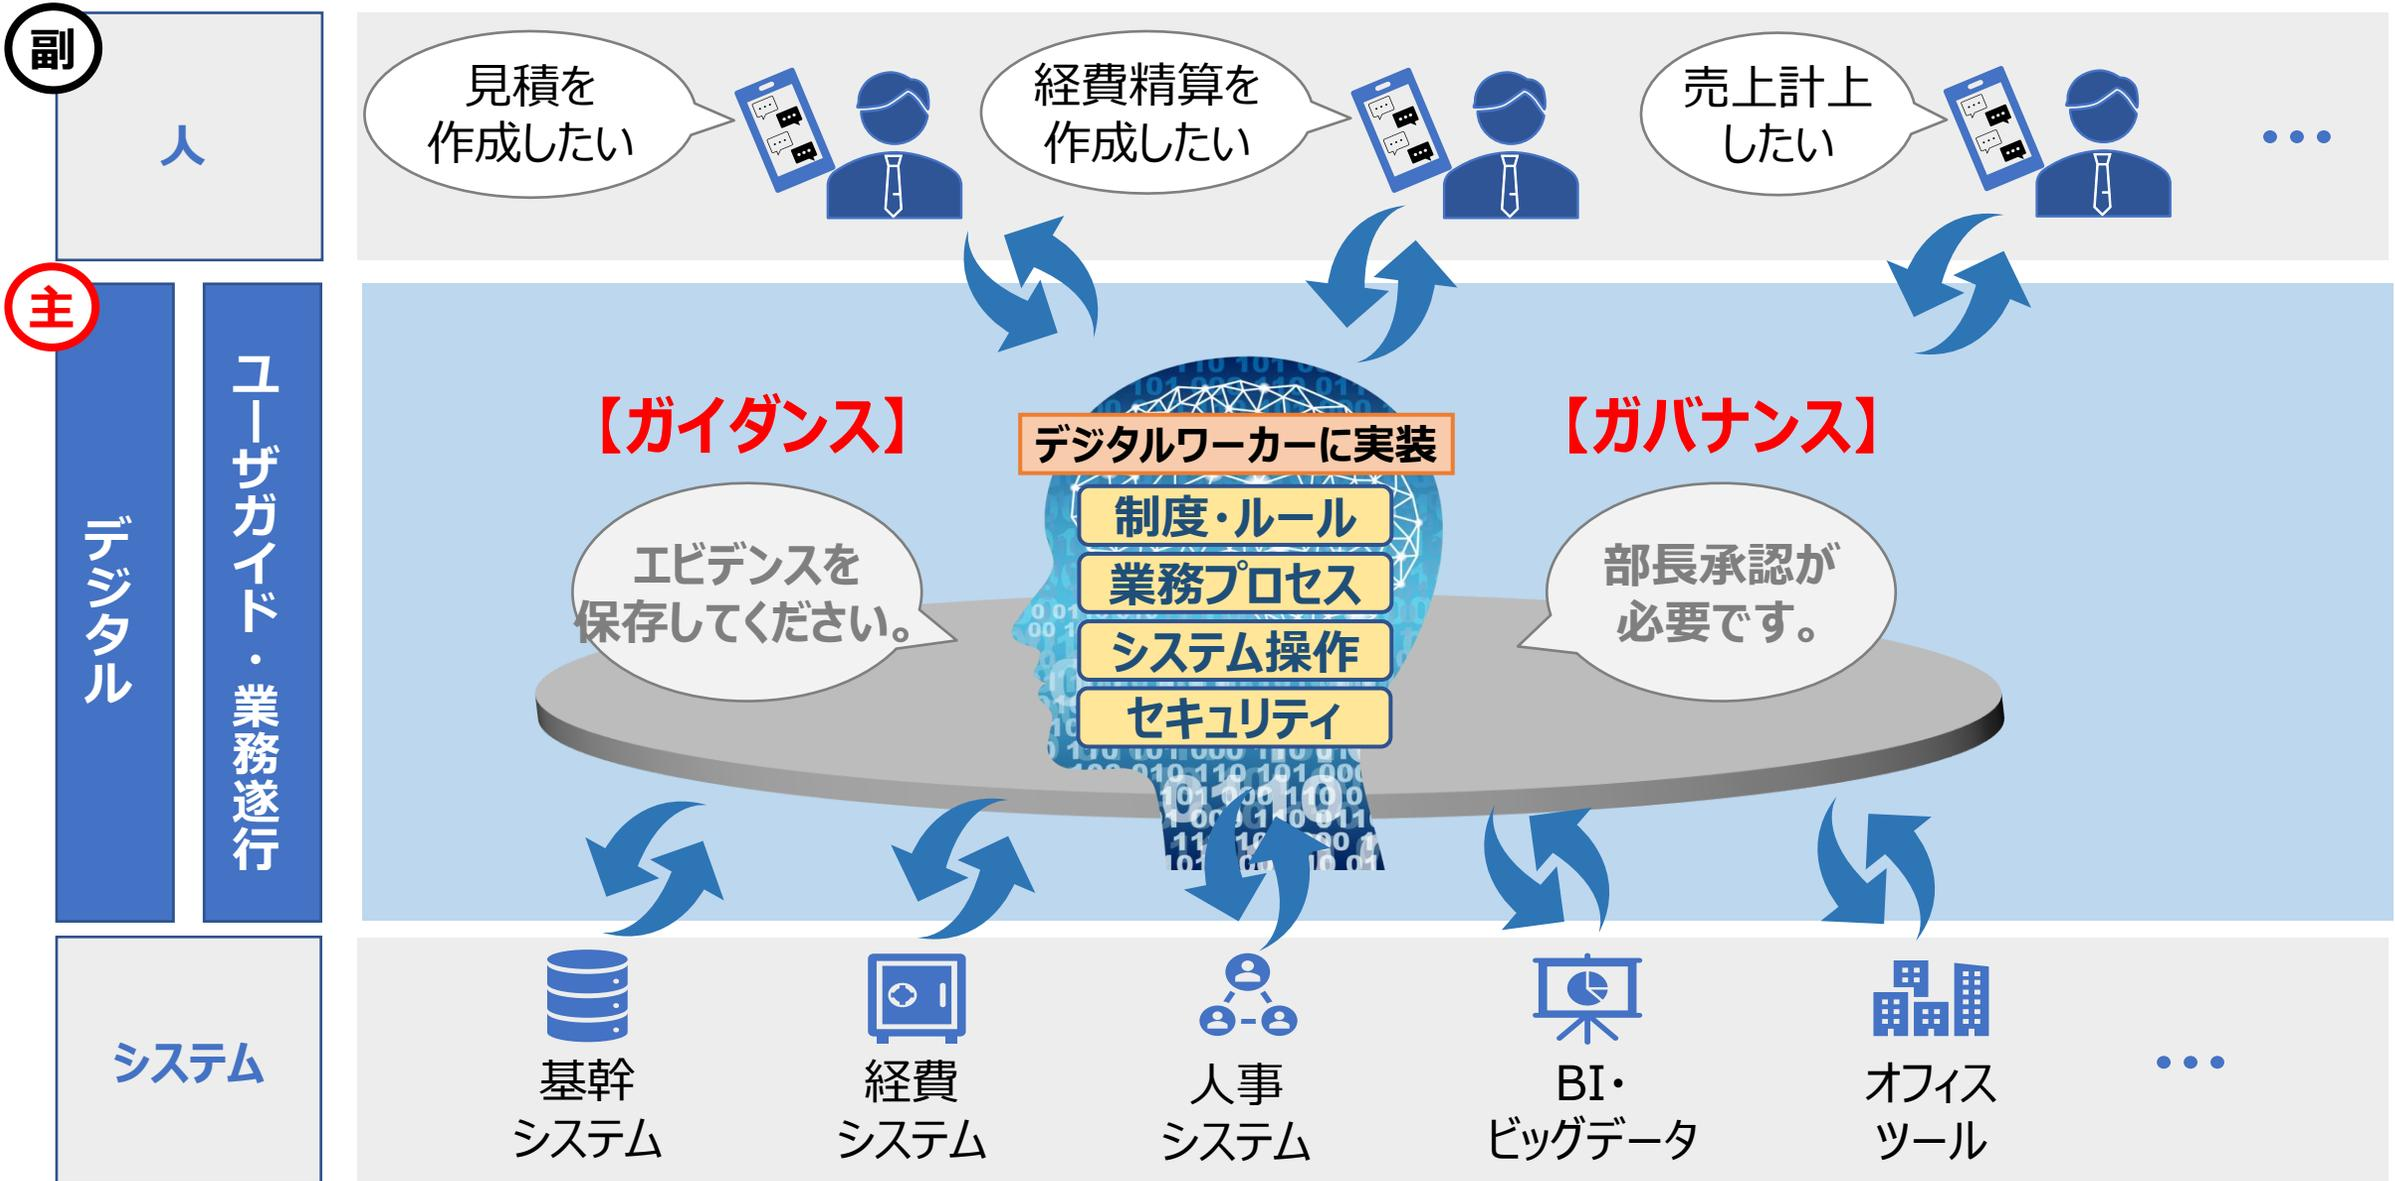 副
人
見積を
作成したい
経費精算を
作成したい
売上計上
したい
主
デジタル
ユーザガイド・業務遂行
【ガイダンス】
デジタルワーカーに実装
【ガバナンス】
エビデンスを
保存してください。
制度・ルール
業務プロセス
システム操作
セキュリティ
部長承認が
必要です。
システム
基幹
システム
経費
システム
人事
システム
BI・
ビッグデータ
オフィス
ツール